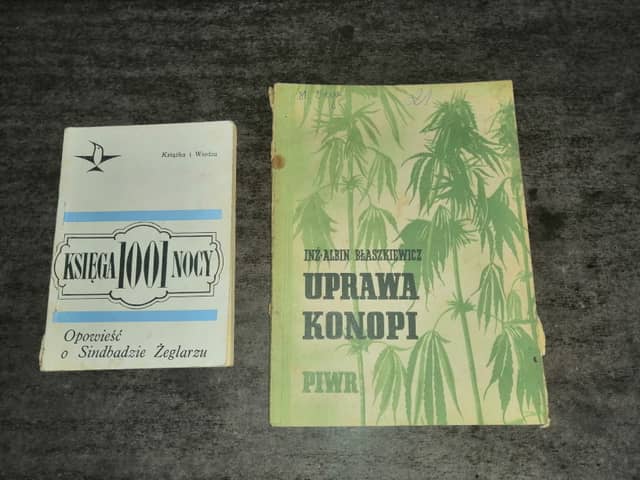 Książka i Wiedza
KSIĘGA 1001 NOCY
Opowieść
o Sindbadzie Żeglarzu
INŻ. ALBIN BŁASZKIEWICZ
UPRAWA
KONOPI
PIWR